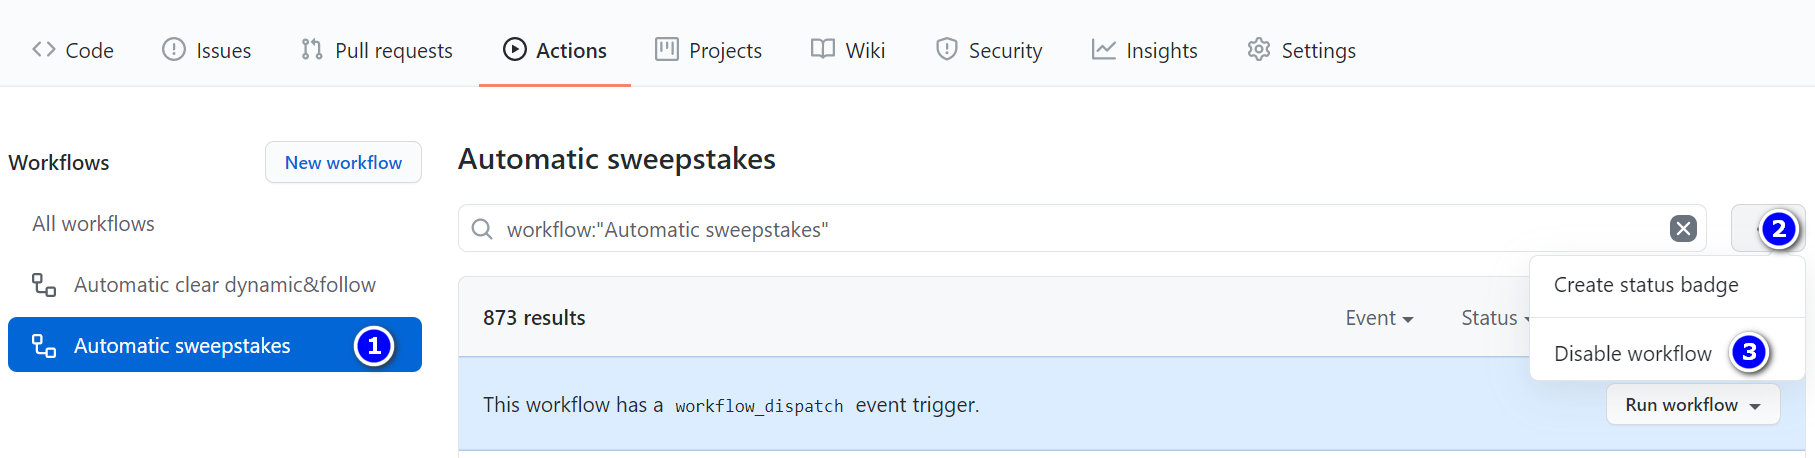 Code Issues Pull requests Actions Projects Wiki Security Insights Settings
Workflows
New workflow
All workflows
Automatic clear dynamic&follow
Automatic sweepstakes 1
Automatic sweepstakes
workflow:"Automatic sweepstakes"
2
Create status badge
Disable workflow 3
873 results
Event
Status
This workflow has a workflow_dispatch event trigger.
Run workflow